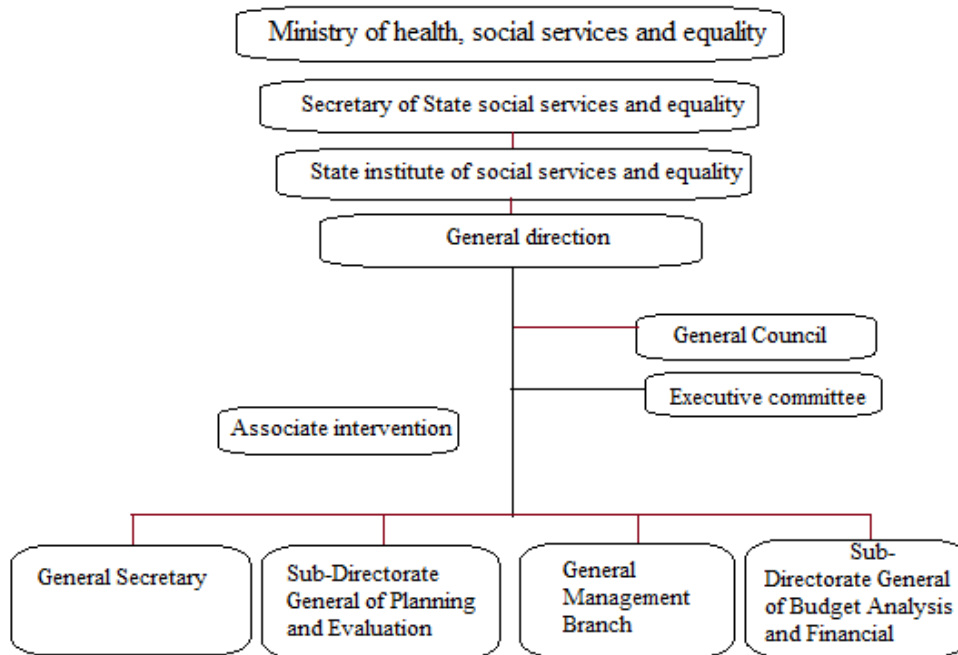 Ministry of health, social services and equality
Secretary of State social services and equality
State institute of social services and equality
General direction
General Council
Executive committee
Associate intervention
General Secretary
Sub-Directorate
General of Planning
and Evaluation
General
Management
Branch
Sub-
Directorate General
of Budget Analysis
and Financial